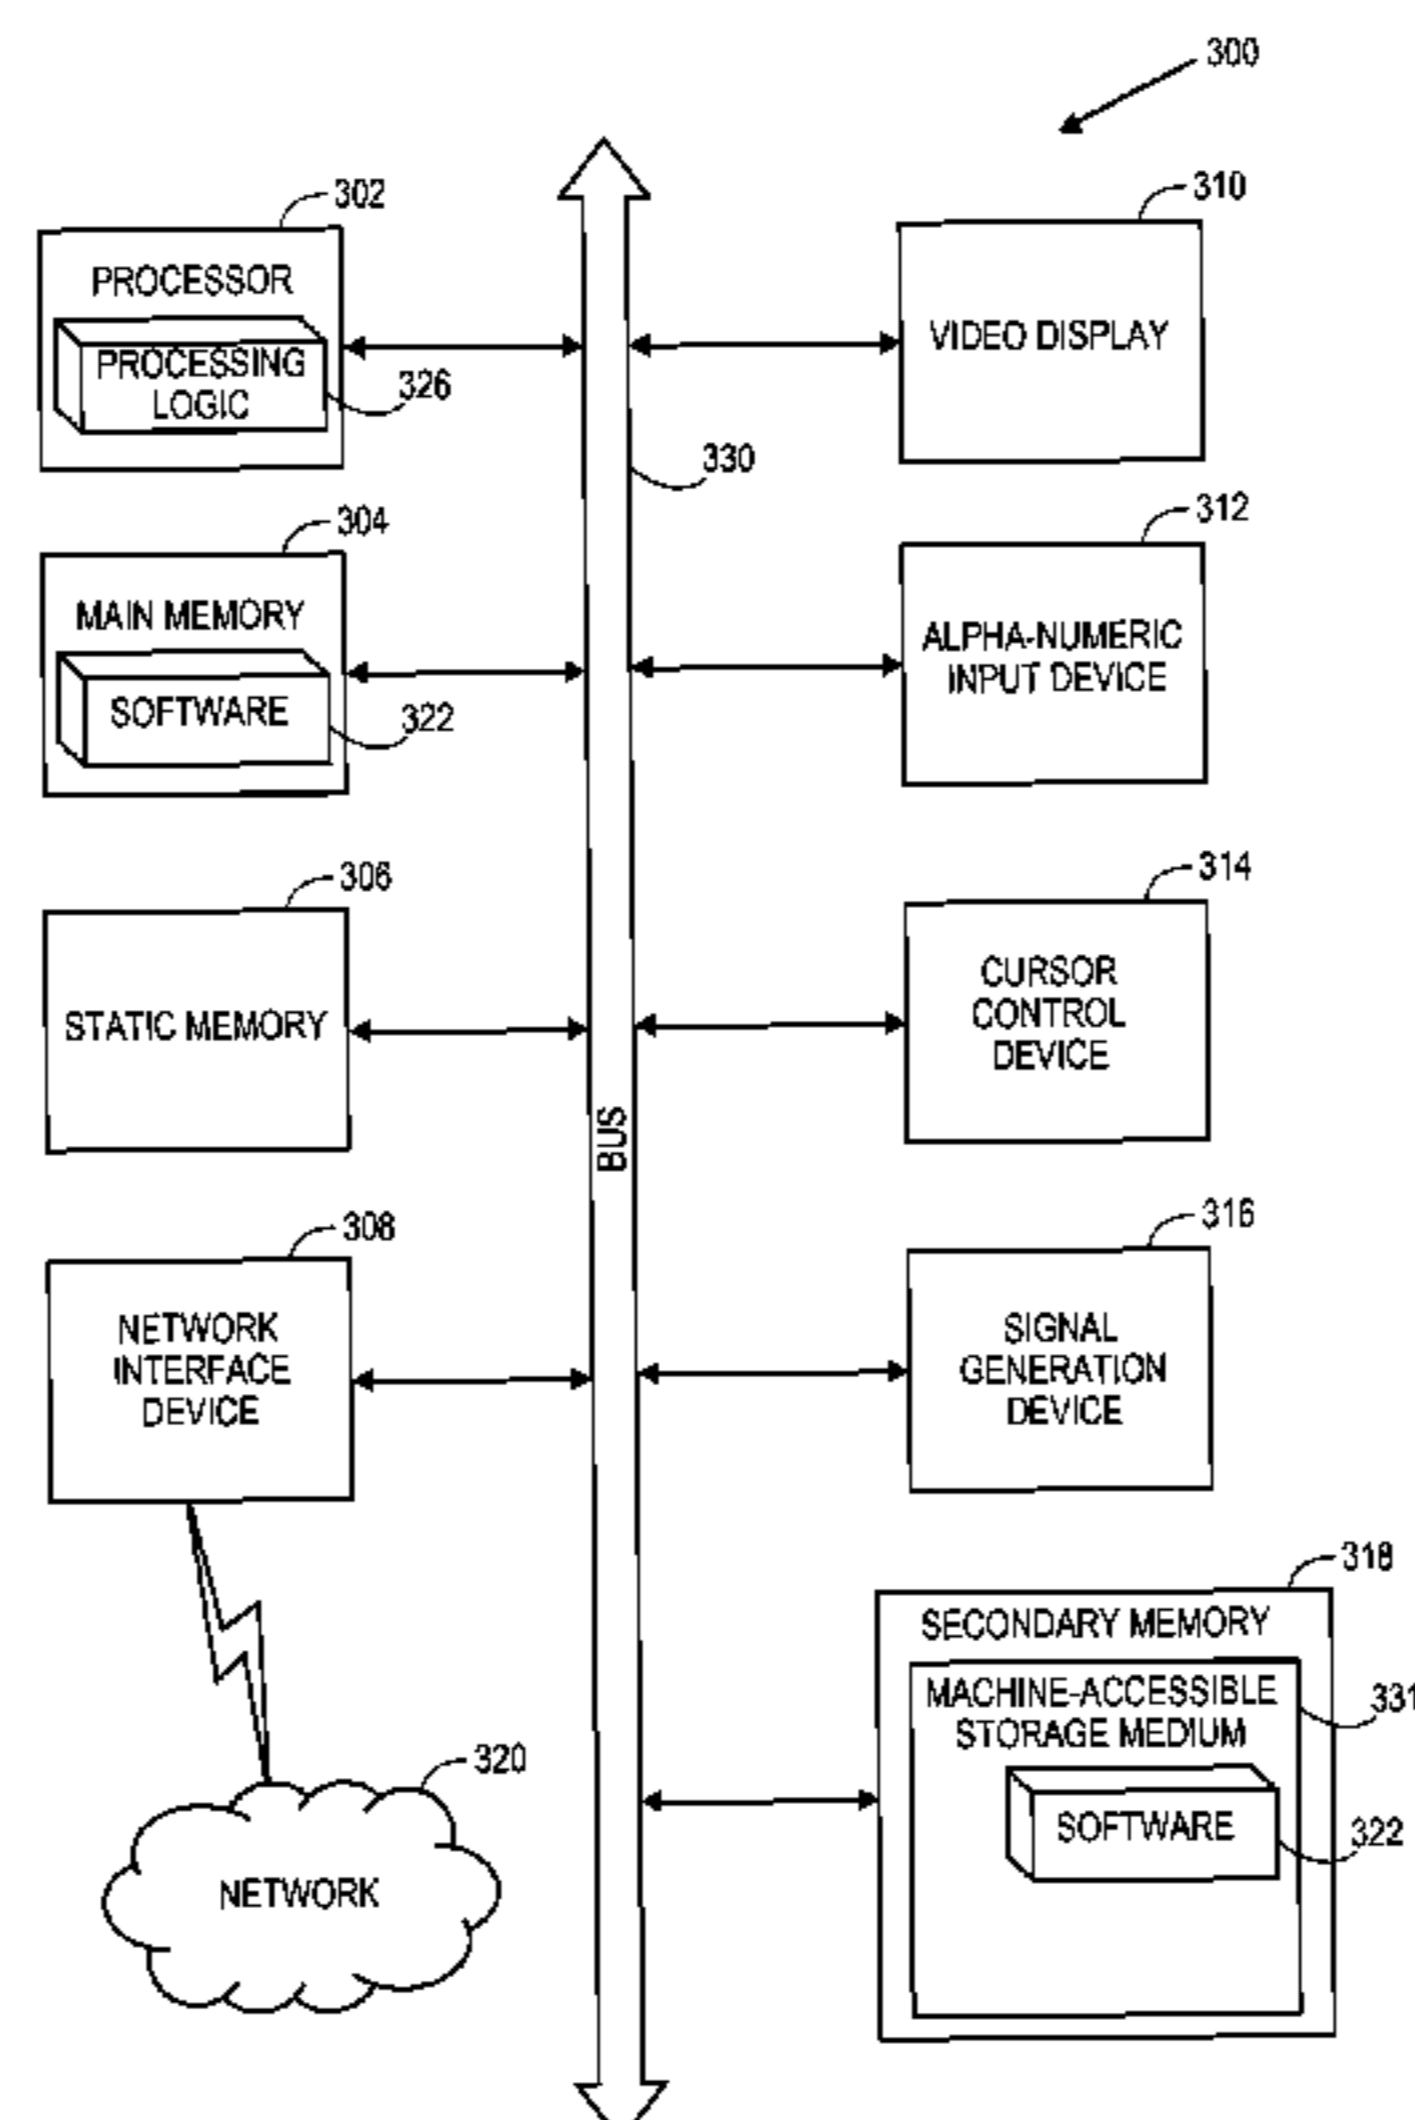 300
302
PROCESSOR
PROCESSING
LOGIC
326
310
VIDEO DISPLAY
330
304
MAIN MEMORY
SOFTWARE
322
312
ALPHA-NUMERIC
INPUT DEVICE
306
STATIC MEMORY
314
CURSOR
CONTROL
DEVICE
BUS
308
NETWORK
INTERFACE
DEVICE
316
SIGNAL
GENERATION
DEVICE
320
NETWORK
318
SECONDARY MEMORY
MACHINE-ACCESSIBLE
STORAGE MEDIUM
331
SOFTWARE
322